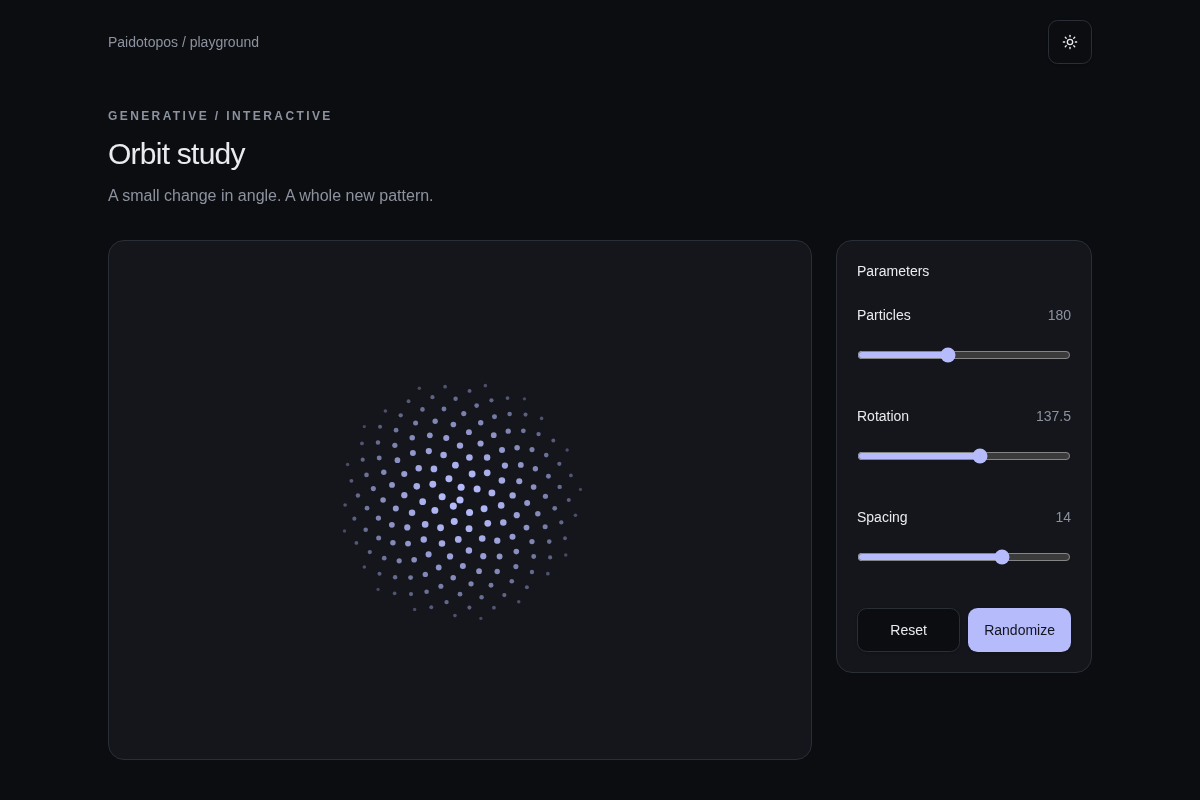 Paidotopos / playground
GENERATIVE / INTERACTIVE
Orbit study
A small change in angle. A whole new pattern.
Parameters
Particles 180
Rotation 137.5
Spacing 14
Reset Randomize